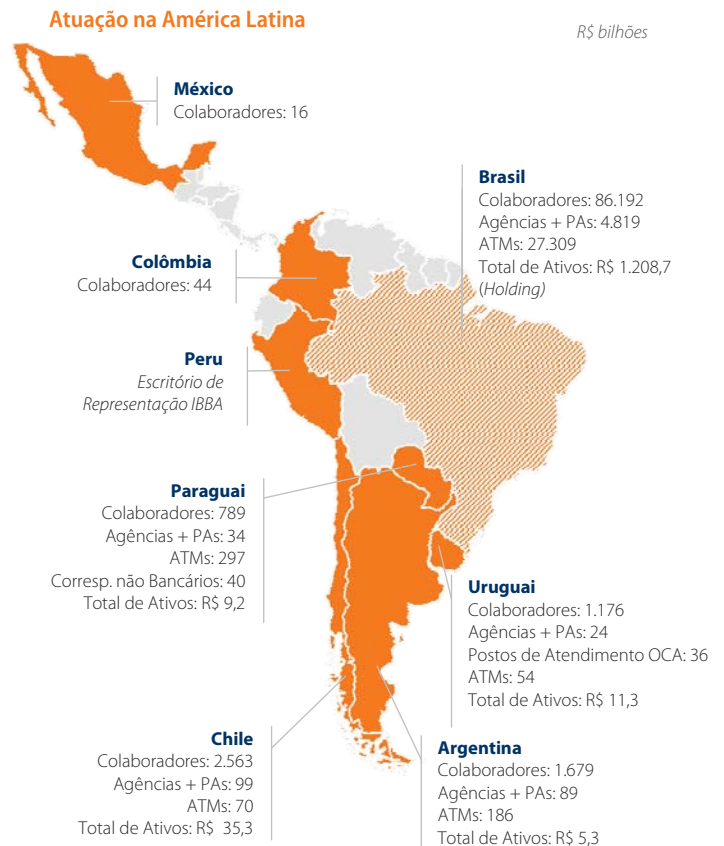 Atuação na América Latina
R$ bilhões
México
Colaboradores: 16
Brasil
Colaboradores: 86.192
Agências + PAs: 4.819
ATMs: 27.309
Total de Ativos: R$ 1.208,7
(Holding)
Colômbia
Colaboradores: 44
Peru
Escritório de
Representação IBBA
Paraguai
Colaboradores: 789
Agências + PAs: 34
ATMs: 297
Corresp. não Bancários: 40
Total de Ativos: R$ 9,2
Uruguai
Colaboradores: 1.176
Agências + PAs: 24
Postos de Atendimento OCA: 36
ATMs: 54
Total de Ativos: R$ 11,3
Chile
Colaboradores: 2.563
Agências + PAs: 99
ATMs: 70
Total de Ativos: R$ 35,3
Argentina
Colaboradores: 1.679
Agências + PAs: 89
ATMs: 186
Total de Ativos: R$ 5,3